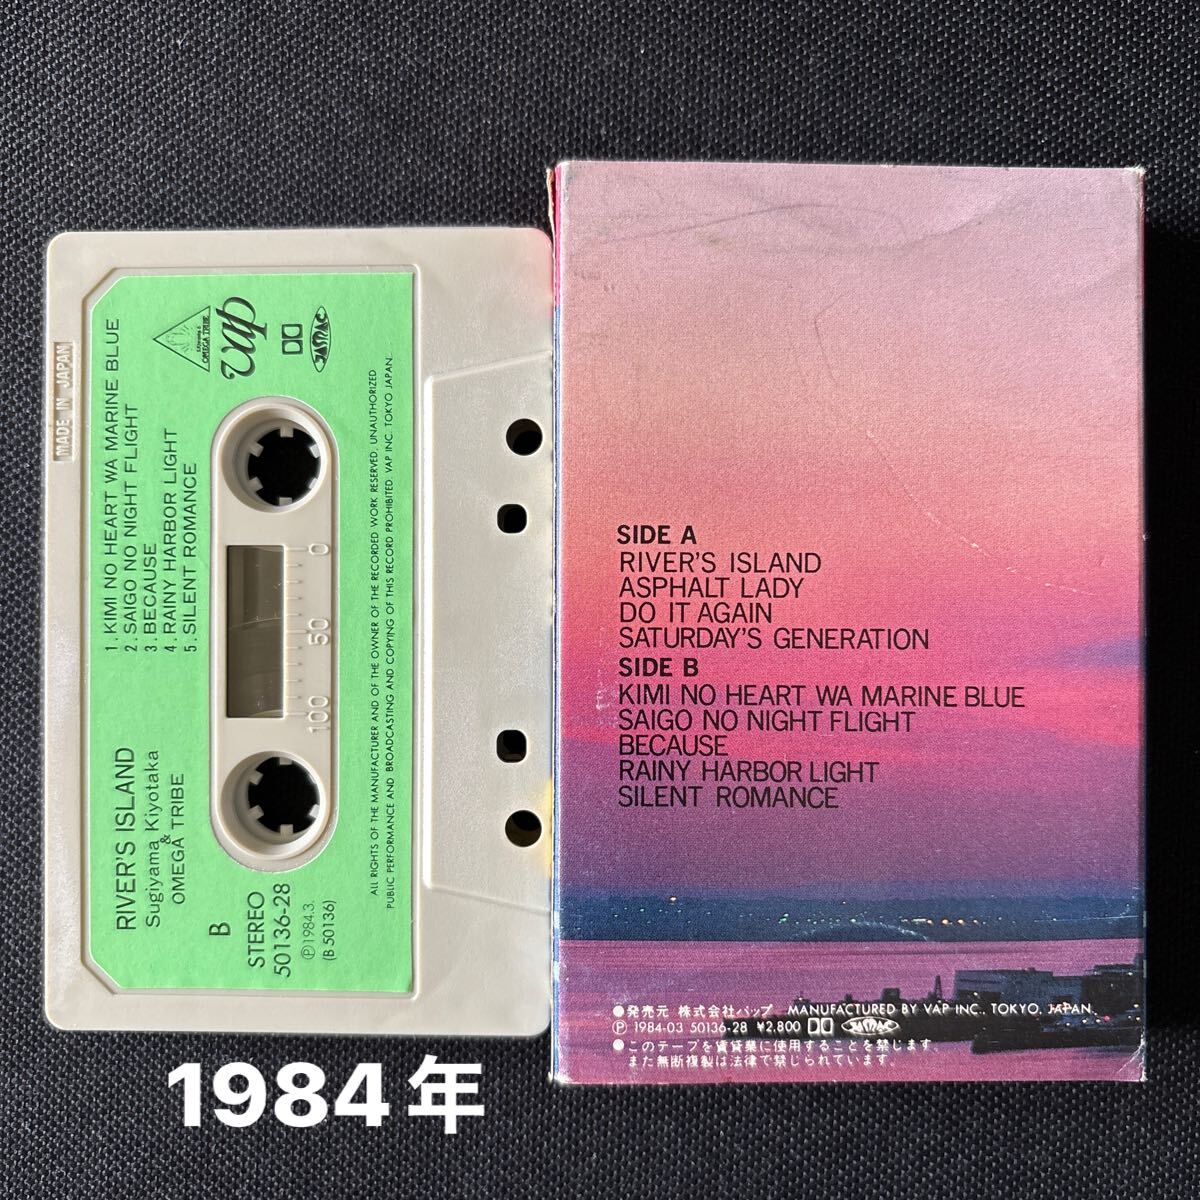 MADE IN JAPAN
RIVER'S ISLAND
Sugiyama Kiyotaka
&
OMEGA TRIBE
1. KIMI NO HEART WA MARINE BLUE
2. SAIGO NO NIGHT FLIGHT
3. BECAUSE
4. RAINY HARBOR LIGHT
5. SILENT ROMANCE
OMEGA TRIBE
vap
JASRAC
B
STEREO
50136-28
Ⓟ1984.3.
(B 50136)
0
50
100
ALL RIGHTS OF THE MANUFACTURER AND OF THE OWNER OF THE RECORDED WORK RESERVED. UNAUTHORIZED
PUBLIC PERFORMANCE AND BROADCASTING AND COPYING OF THIS RECORD PROHIBITED. VAP INC. TOKYO JAPAN.
SIDE A
RIVER'S ISLAND
ASPHALT LADY
DO IT AGAIN
SATURDAY'S GENERATION
SIDE B
KIMI NO HEART WA MARINE BLUE
SAIGO NO NIGHT FLIGHT
BECAUSE
RAINY HARBOR LIGHT
SILENT ROMANCE
●発売元 株式会社バップ MANUFACTURED BY VAP INC., TOKYO, JAPAN.
Ⓟ 1984-03 50136-28 ¥2,800 JASRAC
●このテープを賃貸業に使用することを禁じます。
また無断複製は法律で禁じられています。
1984年